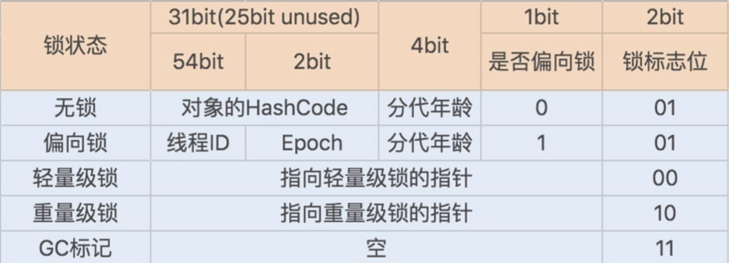 锁状态 31bit(25bit unused) 4bit 1bit 2bit
54bit 2bit 是否偏向锁 锁标志位
无锁 对象的HashCode 分代年龄 0 01
偏向锁 线程ID Epoch 分代年龄 1 01
轻量级锁 指向轻量级锁的指针 00
重量级锁 指向重量级锁的指针 10
GC标记 空 11